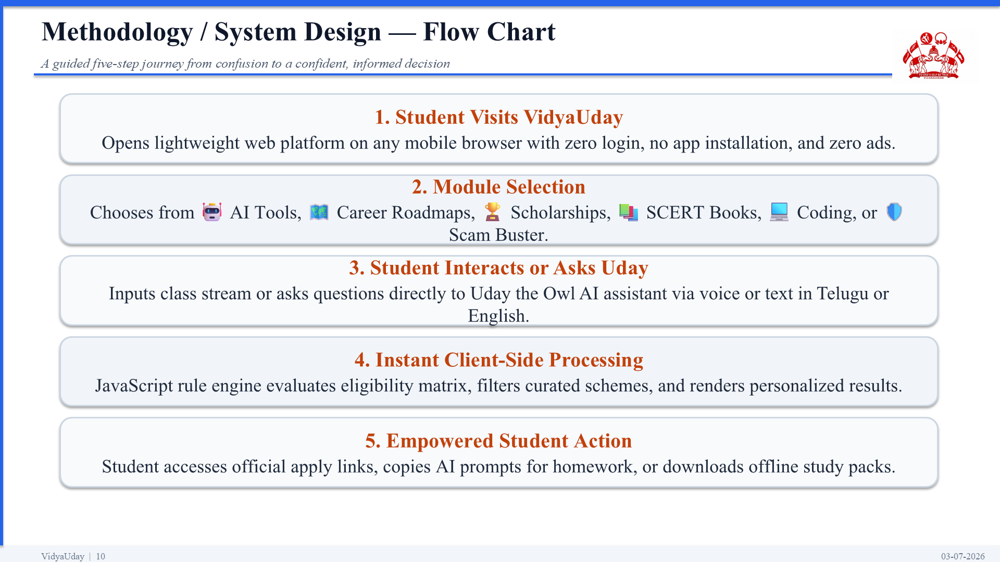 Methodology / System Design — Flow Chart
A guided five-step journey from confusion to a confident, informed decision
TO ONE'S SELF BE TRUE
VIZIANAGARAM
1. Student Visits VidyaUday
Opens lightweight web platform on any mobile browser with zero login, no app installation, and zero ads.
2. Module Selection
Chooses from 🤖 AI Tools, 🗺️ Career Roadmaps, 🏆 Scholarships, 📚 SCERT Books, 💻 Coding, or 🛡️
Scam Buster.
3. Student Interacts or Asks Uday
Inputs class stream or asks questions directly to Uday the Owl AI assistant via voice or text in Telugu or
English.
4. Instant Client-Side Processing
JavaScript rule engine evaluates eligibility matrix, filters curated schemes, and renders personalized results.
5. Empowered Student Action
Student accesses official apply links, copies AI prompts for homework, or downloads offline study packs.
VidyaUday | 10
03-07-2026